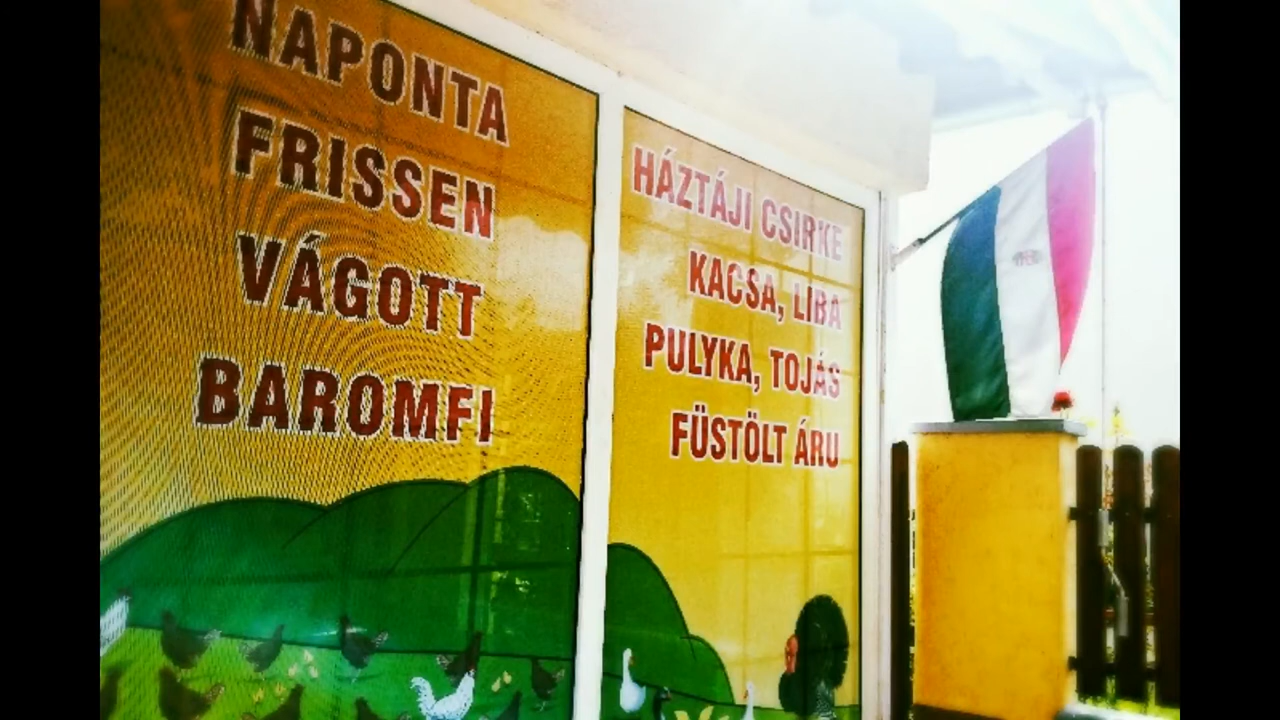 NAPONTA
FRISSEN
VÁGOTT
BAROMFI
HÁZTÁJI CSIRKE
KACSA, LIBA
PULYKA, TOJÁS
FÜSTÖLT ÁRU